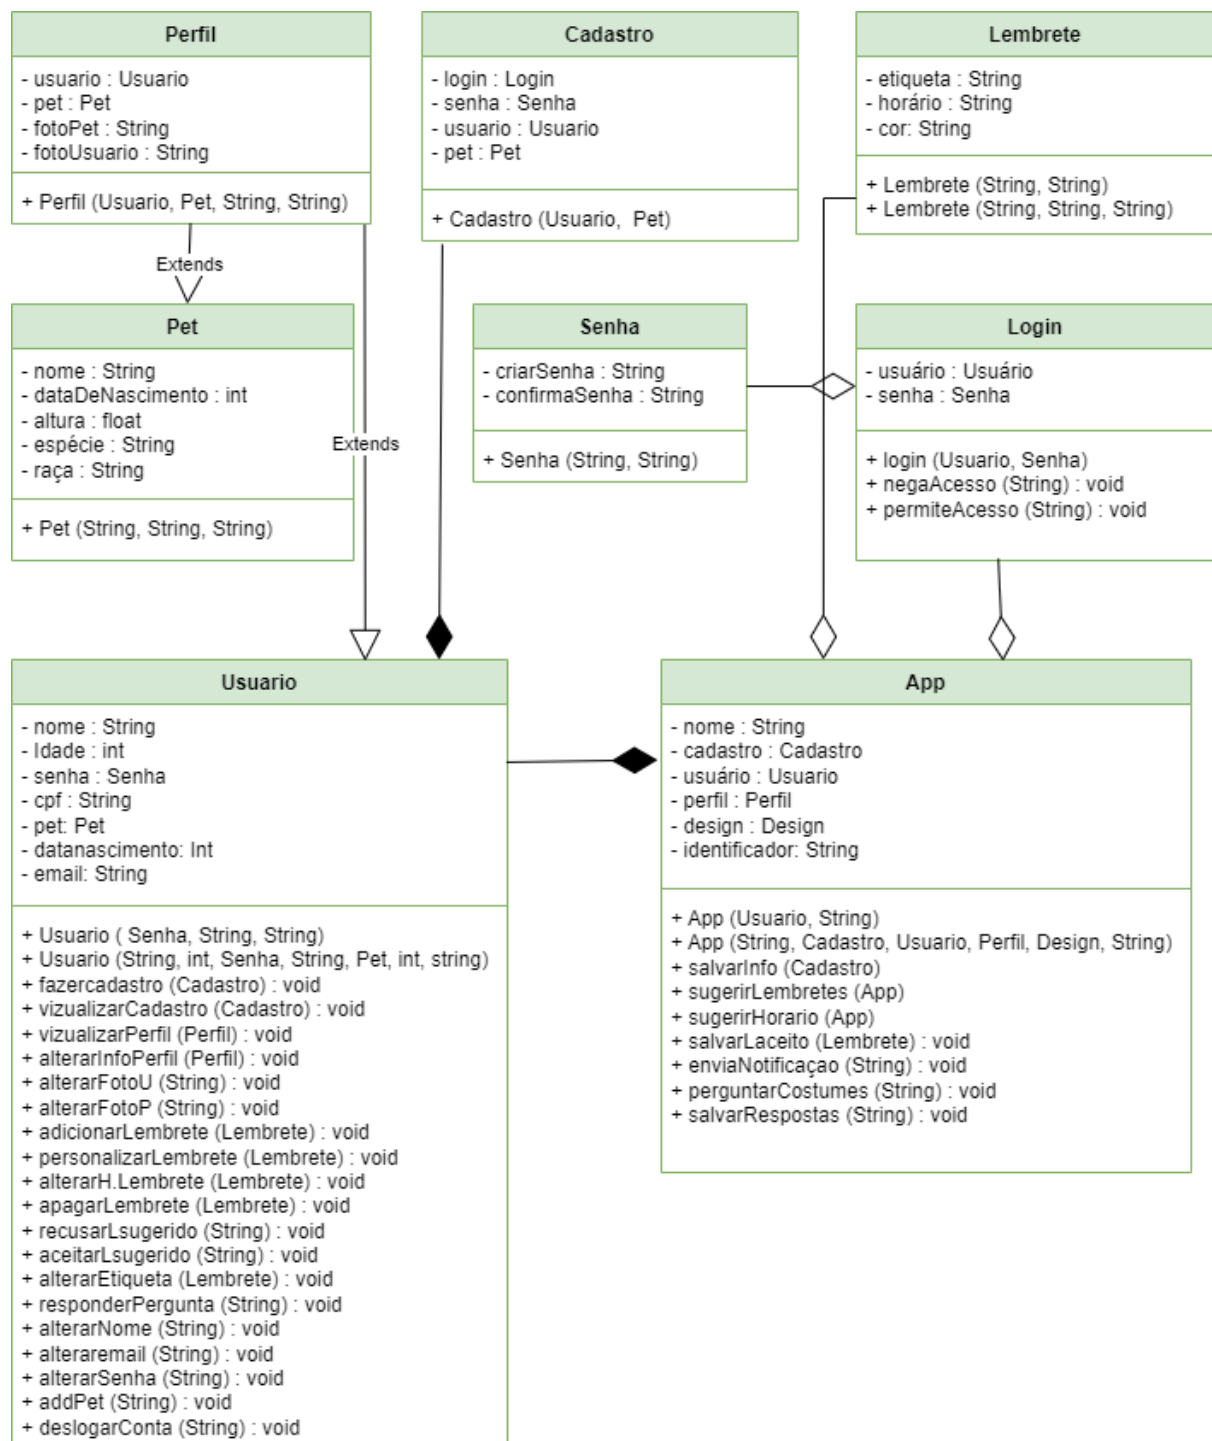 Perfil
- usuario : Usuario
- pet : Pet
- fotoPet : String
- fotoUsuario : String
+ Perfil (Usuario, Pet, String, String)
Cadastro
- login : Login
- senha : Senha
- usuario : Usuario
- pet : Pet
+ Cadastro (Usuario, Pet)
Lembrete
- etiqueta : String
- horário : String
- cor: String
+ Lembrete (String, String)
+ Lembrete (String, String, String)
Extends
Pet
- nome : String
- dataDeNascimento : int
- altura : float
- espécie : String
- raça : String
+ Pet (String, String, String)
Extends
Senha
- criarSenha : String
- confirmaSenha : String
+ Senha (String, String)
Login
- usuário : Usuário
- senha : Senha
+ login (Usuario, Senha)
+ negaAcesso (String) : void
+ permiteAcesso (String) : void
Usuario
- nome : String
- Idade : int
- senha : Senha
- cpf : String
- pet: Pet
- datanascimento: Int
- email: String
+ Usuario ( Senha, String, String)
+ Usuario (String, int, Senha, String, Pet, int, string)
+ fazercadastro (Cadastro) : void
+ vizualizarCadastro (Cadastro) : void
+ vizualizarPerfil (Perfil) : void
+ alterarInfoPerfil (Perfil) : void
+ alterarFotoU (String) : void
+ alterarFotoP (String) : void
+ adicionarLembrete (Lembrete) : void
+ personalizarLembrete (Lembrete) : void
+ alterarH.Lembrete (Lembrete) : void
+ apagarLembrete (Lembrete) : void
+ recusarLsugerido (String) : void
+ aceitarLsugerido (String) : void
+ alterarEtiqueta (Lembrete) : void
+ responderPergunta (String) : void
+ alterarNome (String) : void
+ alteraremail (String) : void
+ alterarSenha (String) : void
+ addPet (String) : void
+ deslogarConta (String) : void
App
- nome : String
- cadastro : Cadastro
- usuário : Usuario
- perfil : Perfil
- design : Design
- identificador: String
+ App (Usuario, String)
+ App (String, Cadastro, Usuario, Perfil, Design, String)
+ salvarInfo (Cadastro)
+ sugerirLembretes (App)
+ sugerirHorario (App)
+ salvarLaceito (Lembrete) : void
+ enviaNotificaçao (String) : void
+ perguntarCostumes (String) : void
+ salvarRespostas (String) : void